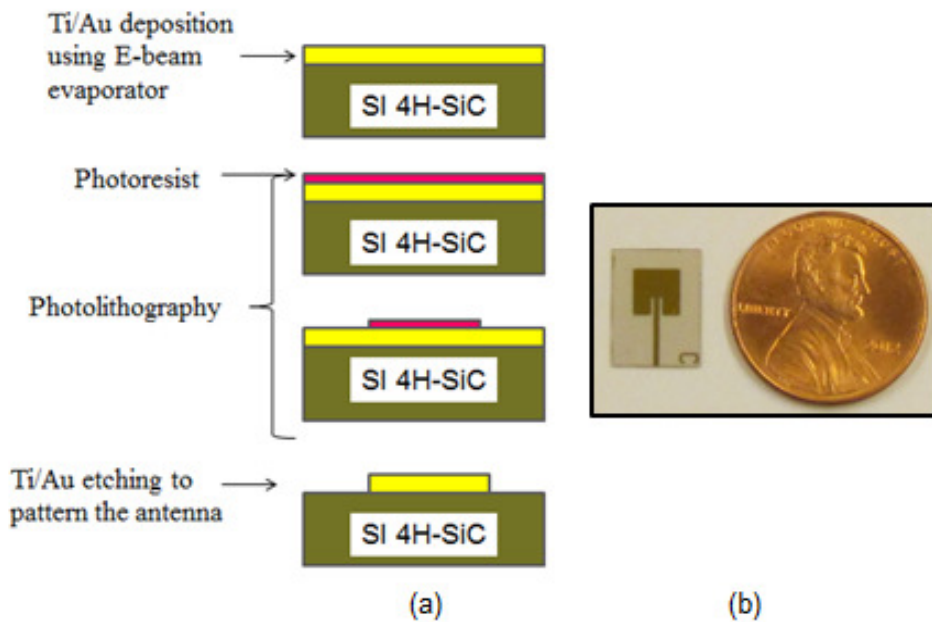 Ti/Au deposition
using E-beam
evaporator
SI 4H-SiC
Photoresist
SI 4H-SiC
Photolithography
SI 4H-SiC
Ti/Au etching to
pattern the antenna
SI 4H-SiC
(a)
LIBERTY
C
(b)